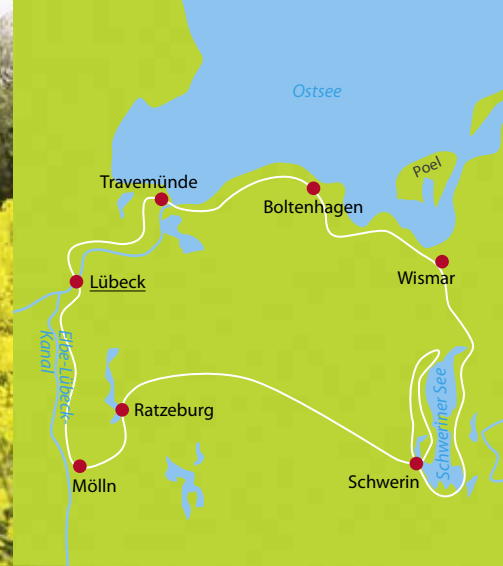 Ostsee
Poel
Travemünde
Boltenhagen
Wismar
Lübeck
Elbe-Lübeck-
Kanal
Ratzeburg
Schweriner See
Mölln
Schwerin